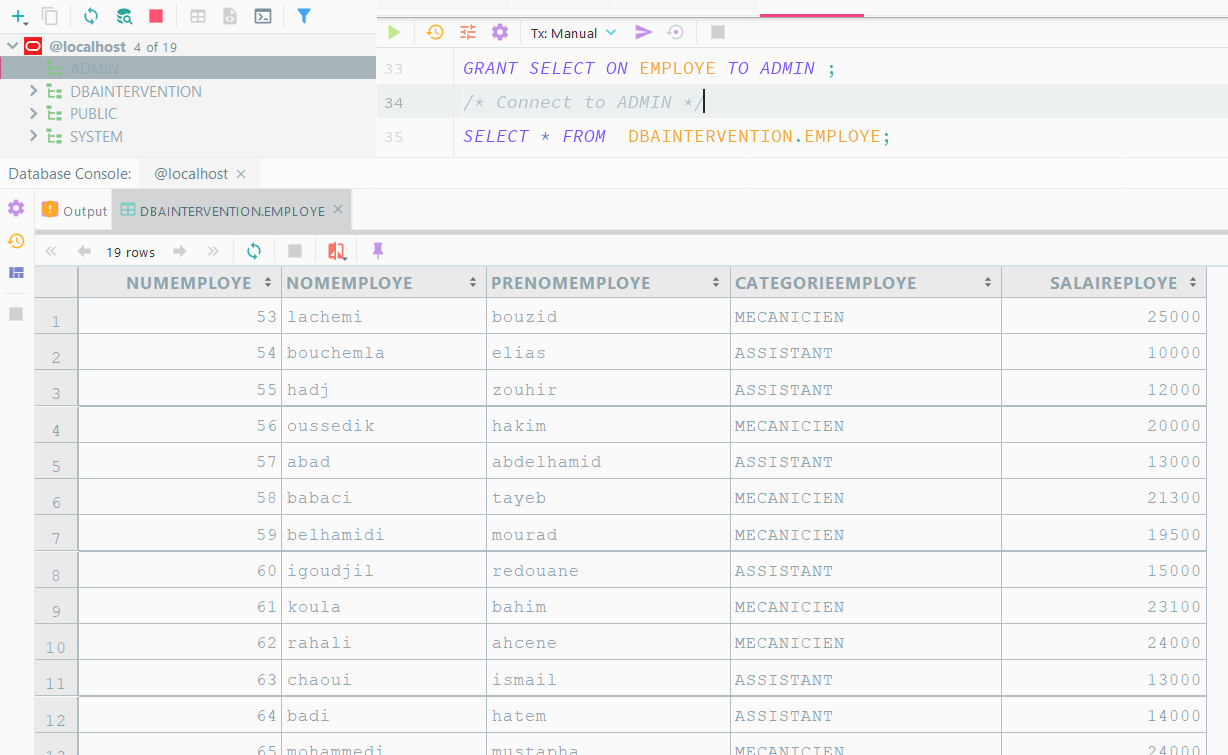 @localhost 4 of 19
ADMIN
DBAINTERVENTION
PUBLIC
SYSTEM
Tx: Manual
33 GRANT SELECT ON EMPLOYE TO ADMIN ;
34 /* Connect to ADMIN */
35 SELECT * FROM DBAINTERVENTION.EMPLOYE;
Database Console: @localhost
Output DBAINTERVENTION.EMPLOYE
19 rows
NUMEMPLOYE NOMEMPLOYE PRENOMEMPLOYE CATEGORIEEMPLOYE SALAIREPLOYE
1 53 lachemi bouzid MECANICIEN 25000
2 54 bouchemla elias ASSISTANT 10000
3 55 hadj zouhir ASSISTANT 12000
4 56 oussedik hakim MECANICIEN 20000
5 57 abad abdelhamid ASSISTANT 13000
6 58 babaci tayeb MECANICIEN 21300
7 59 belhamidi mourad MECANICIEN 19500
8 60 igoudjil redouane ASSISTANT 15000
9 61 koula bahim MECANICIEN 23100
10 62 rahali ahcene MECANICIEN 24000
11 63 chaoui ismail ASSISTANT 13000
12 64 badi hatem ASSISTANT 14000
13 65 mohammedi mustapha MECANICIEN 24000